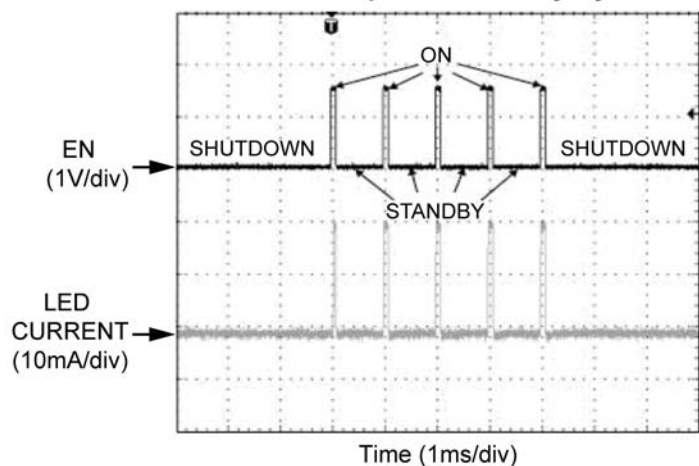 ON
SHUTDOWN
SHUTDOWN
EN
(1V/div)
STANDBY
LED
CURRENT
(10mA/div)
Time (1ms/div)